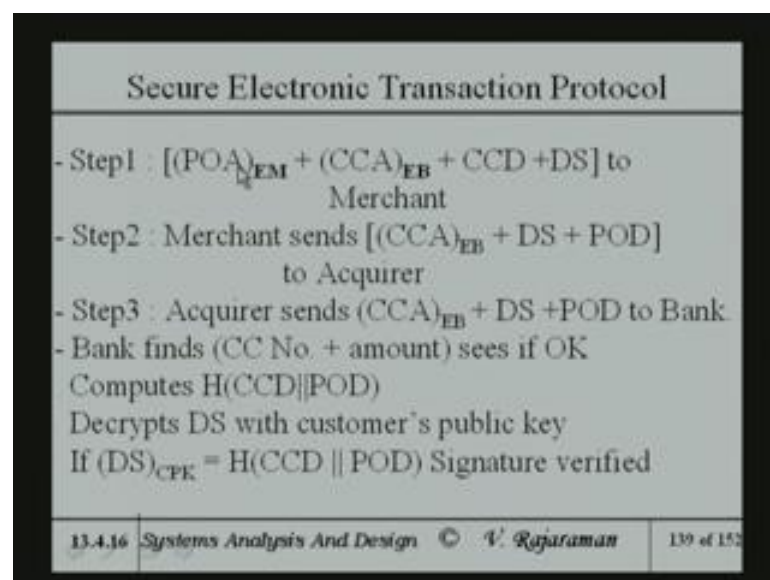 Secure Electronic Transaction Protocol
- Step1 : [(POA)EM + (CCA)EB + CCD +DS] to
Merchant
- Step2 : Merchant sends [(CCA)EB + DS + POD]
to Acquirer
- Step3 : Acquirer sends (CCA)EB + DS +POD to Bank.
- Bank finds (CC No. + amount) sees if OK
Computes H(CCD||POD)
Decrypts DS with customer's public key
If (DS)CPK = H(CCD || POD) Signature verified
13.4.16 Systems Analysis And Design © V. Rajaraman 139 of 152